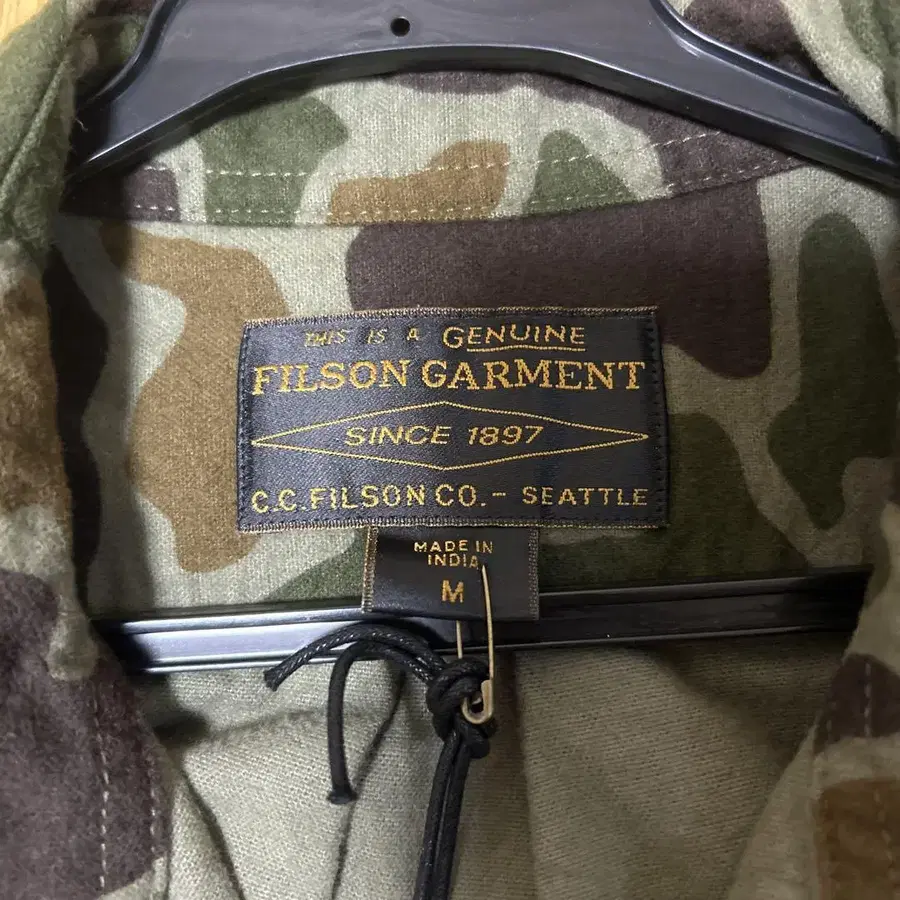 THIS IS A GENUINE
FILSON GARMENT
SINCE 1897
C.C. FILSON CO. - SEATTLE
MADE IN
INDIA
M